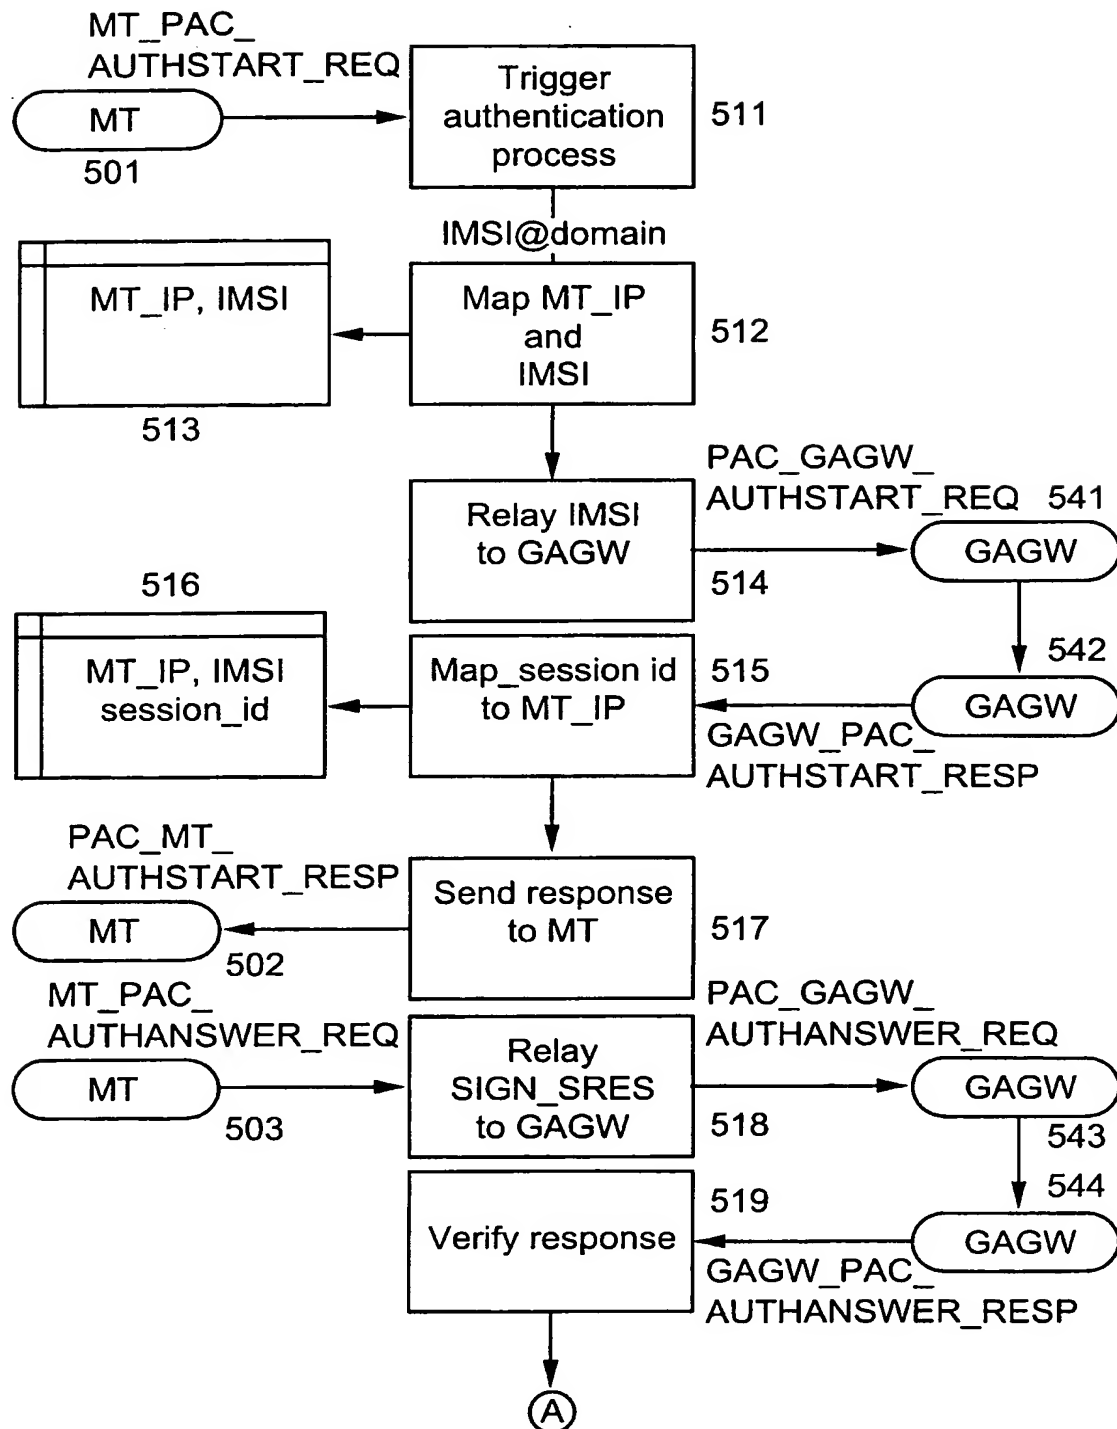 MT_PAC_
AUTHSTART_REQ
MT
501
Trigger
authentication
process
511
IMSI@domain
MT_IP, IMSI
513
Map MT_IP
and
IMSI
512
Relay IMSI
to GAGW
514
PAC_GAGW_
AUTHSTART_REQ
541
GAGW
516
MT_IP, IMSI
session_id
Map_session id
to MT_IP
515
542
GAGW
GAGW_PAC_
AUTHSTART_RESP
PAC_MT_
AUTHSTART_RESP
MT
502
Send response
to MT
517
MT_PAC_
AUTHANSWER_REQ
MT
503
Relay
SIGN_SRES
to GAGW
518
PAC_GAGW_
AUTHANSWER_REQ
GAGW
543
544
Verify response
519
GAGW
GAGW_PAC_
AUTHANSWER_RESP
A